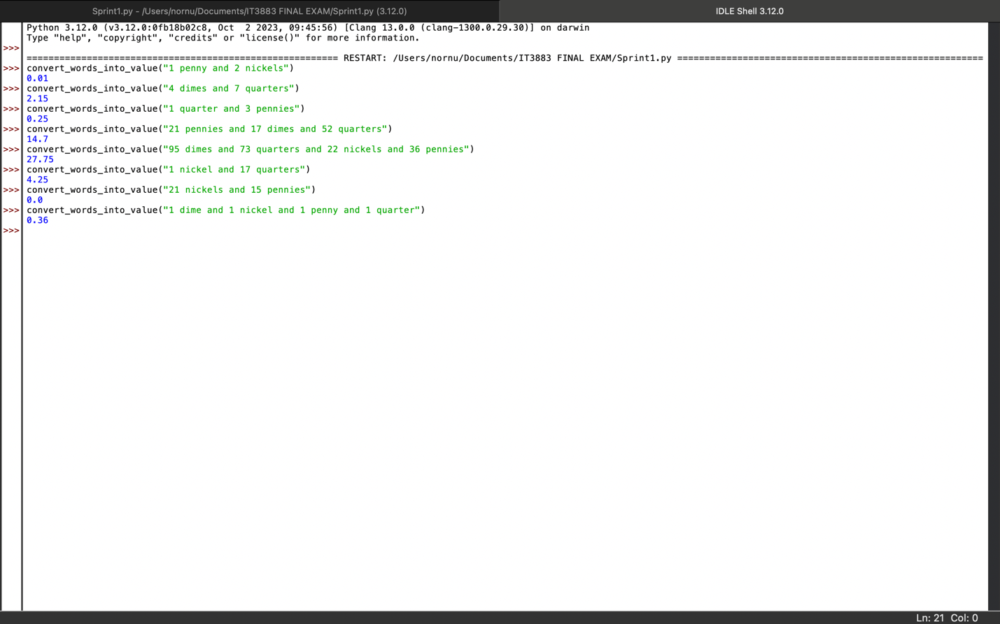 Sprint1.py - /Users/nornu/Documents/IT3883 FINAL EXAM/Sprint1.py (3.12.0)
IDLE Shell 3.12.0
Python 3.12.0 (v3.12.0:0fb18b02c8, Oct  2 2023, 09:45:56) [Clang 13.0.0 (clang-1300.0.29.30)] on darwin
Type "help", "copyright", "credits" or "license()" for more information.
>>>
========================================================= RESTART: /Users/nornu/Documents/IT3883 FINAL EXAM/Sprint1.py ========================================================
>>> convert_words_into_value("1 penny and 2 nickels")
0.01
>>> convert_words_into_value("4 dimes and 7 quarters")
2.15
>>> convert_words_into_value("1 quarter and 3 pennies")
0.25
>>> convert_words_into_value("21 pennies and 17 dimes and 52 quarters")
14.7
>>> convert_words_into_value("95 dimes and 73 quarters and 22 nickels and 36 pennies")
27.75
>>> convert_words_into_value("1 nickel and 17 quarters")
4.25
>>> convert_words_into_value("21 nickels and 15 pennies")
0.0
>>> convert_words_into_value("1 dime and 1 nickel and 1 penny and 1 quarter")
0.36
>>>
Ln: 21  Col: 0